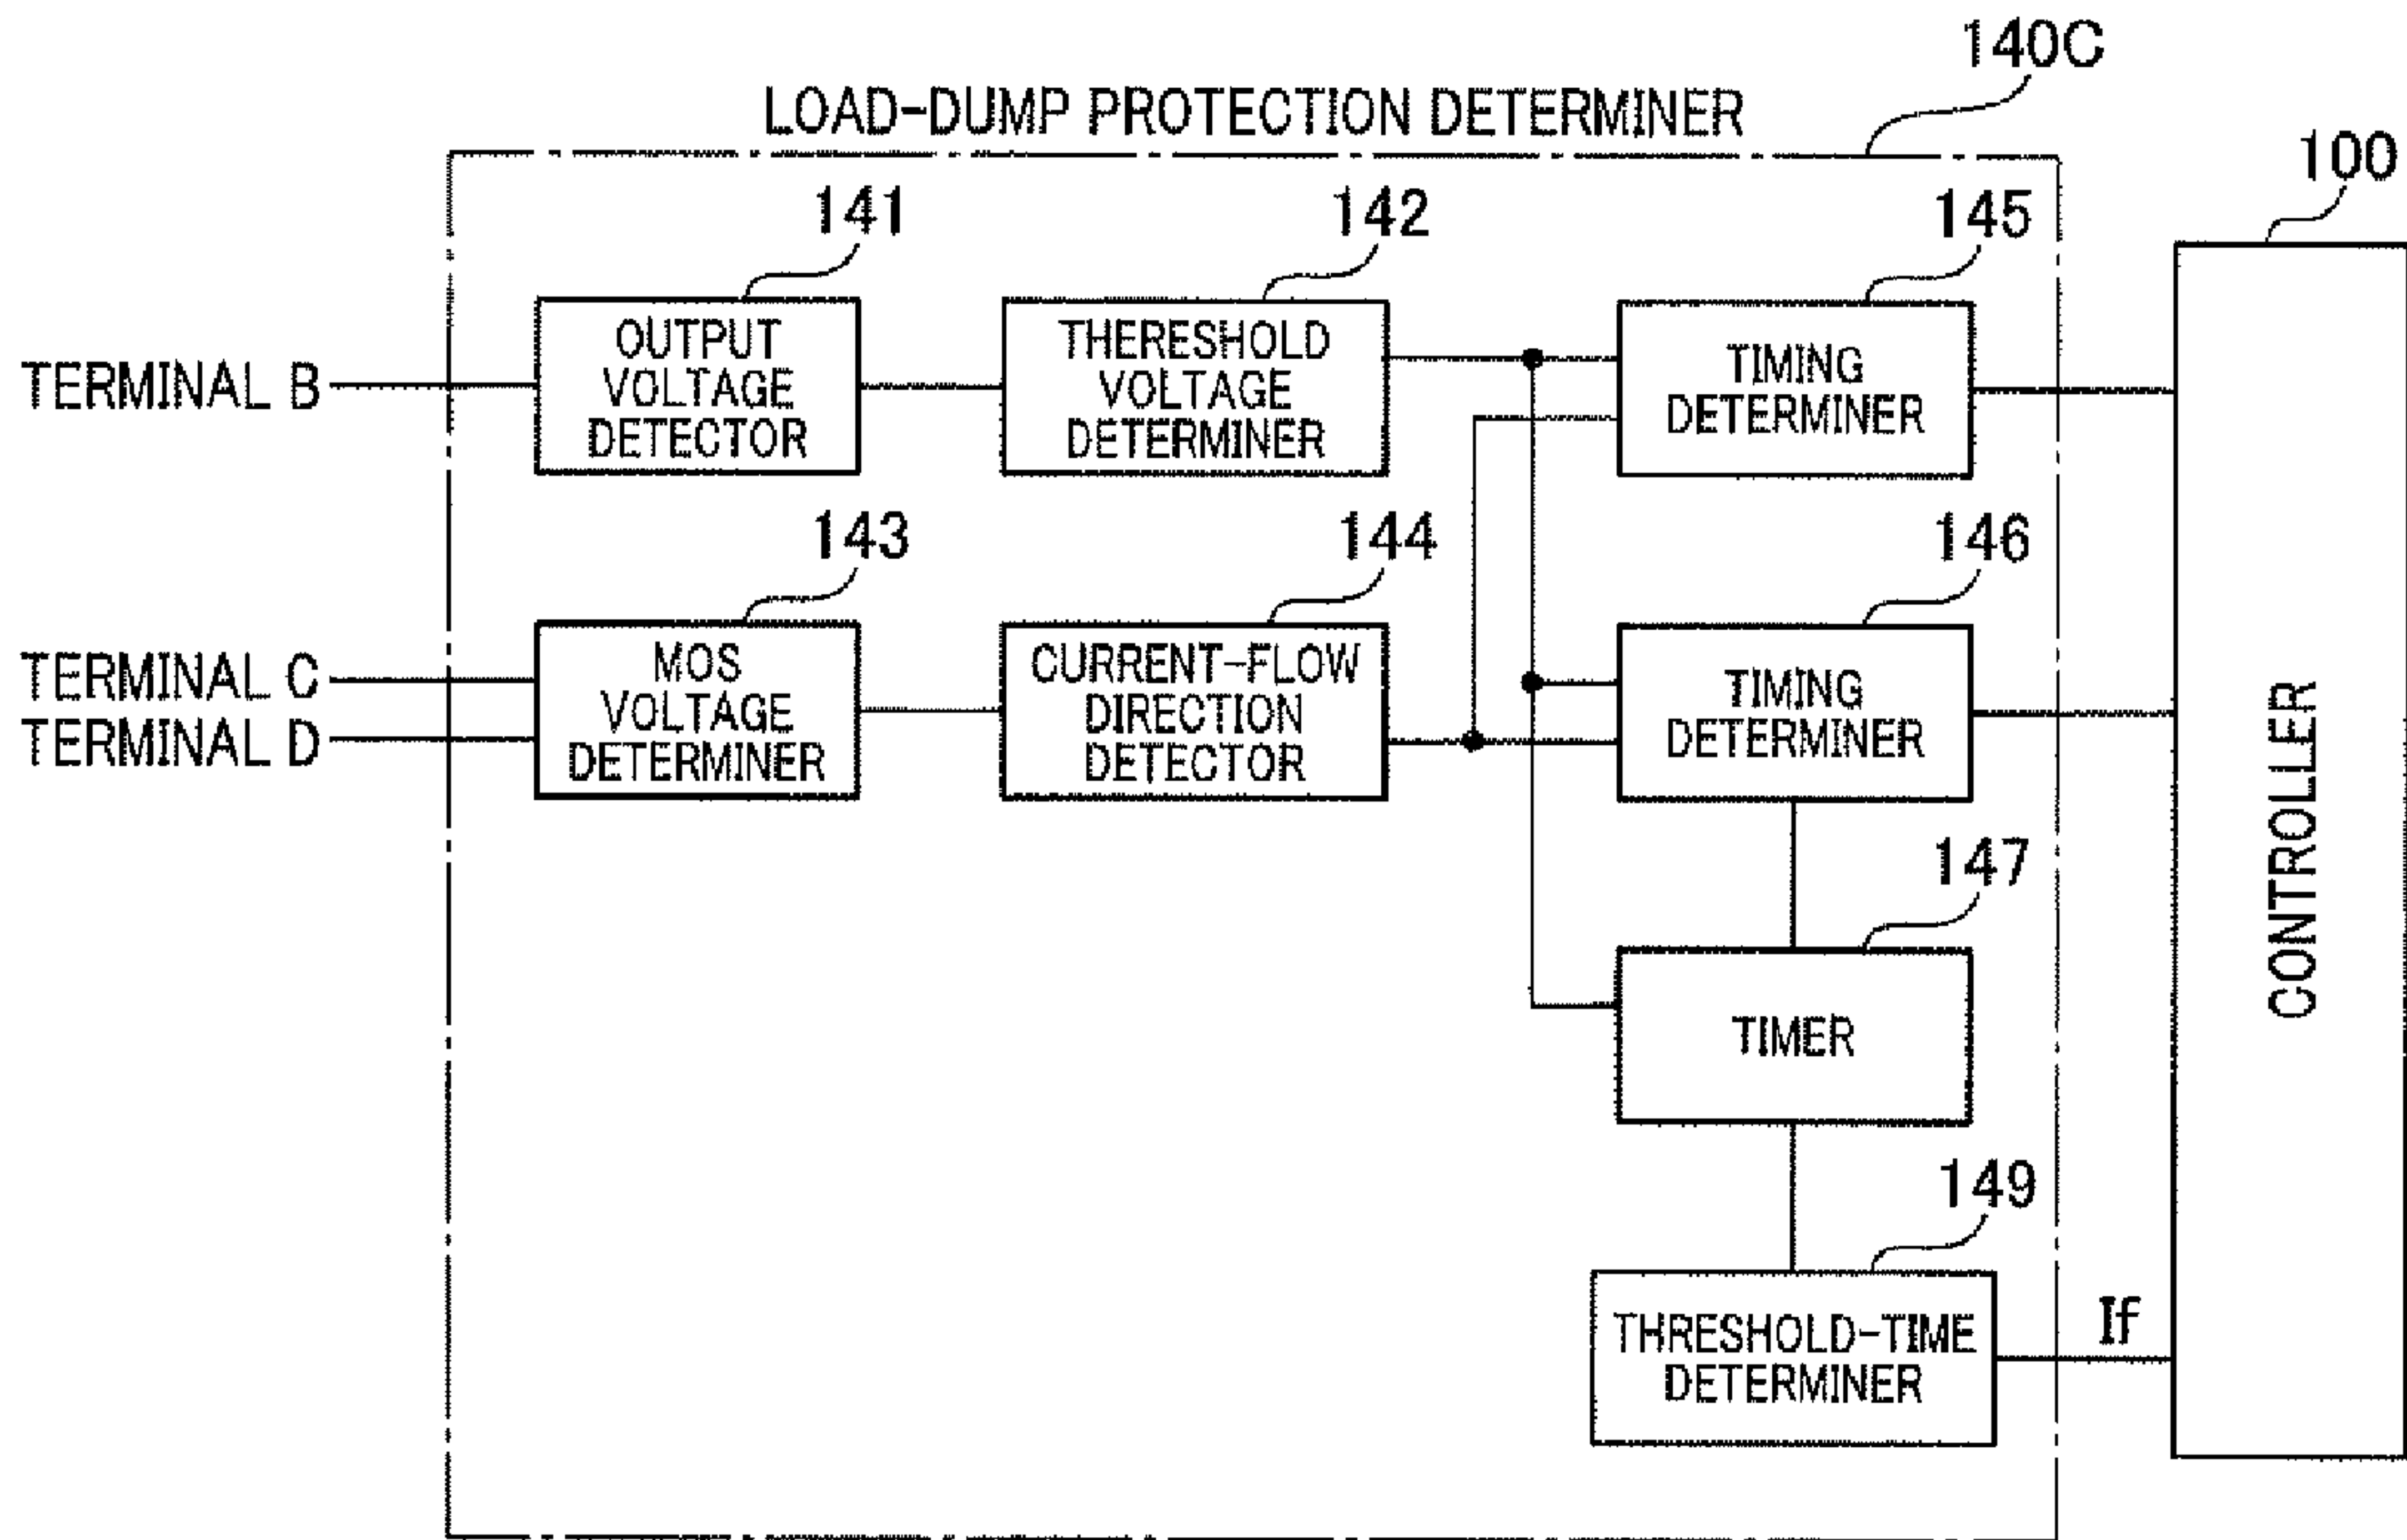 140C
LOAD-DUMP PROTECTION DETERMINER
100
141
142
145
TERMINAL B
OUTPUT
VOLTAGE
DETECTOR
THERESHOLD
VOLTAGE
DETERMINER
TIMING
DETERMINER
143
144
146
TERMINAL C
TERMINAL D
MOS
VOLTAGE
DETERMINER
CURRENT-FLOW
DIRECTION
DETECTOR
TIMING
DETERMINER
CONTROLLER
147
TIMER
149
THRESHOLD-TIME
DETERMINER
If